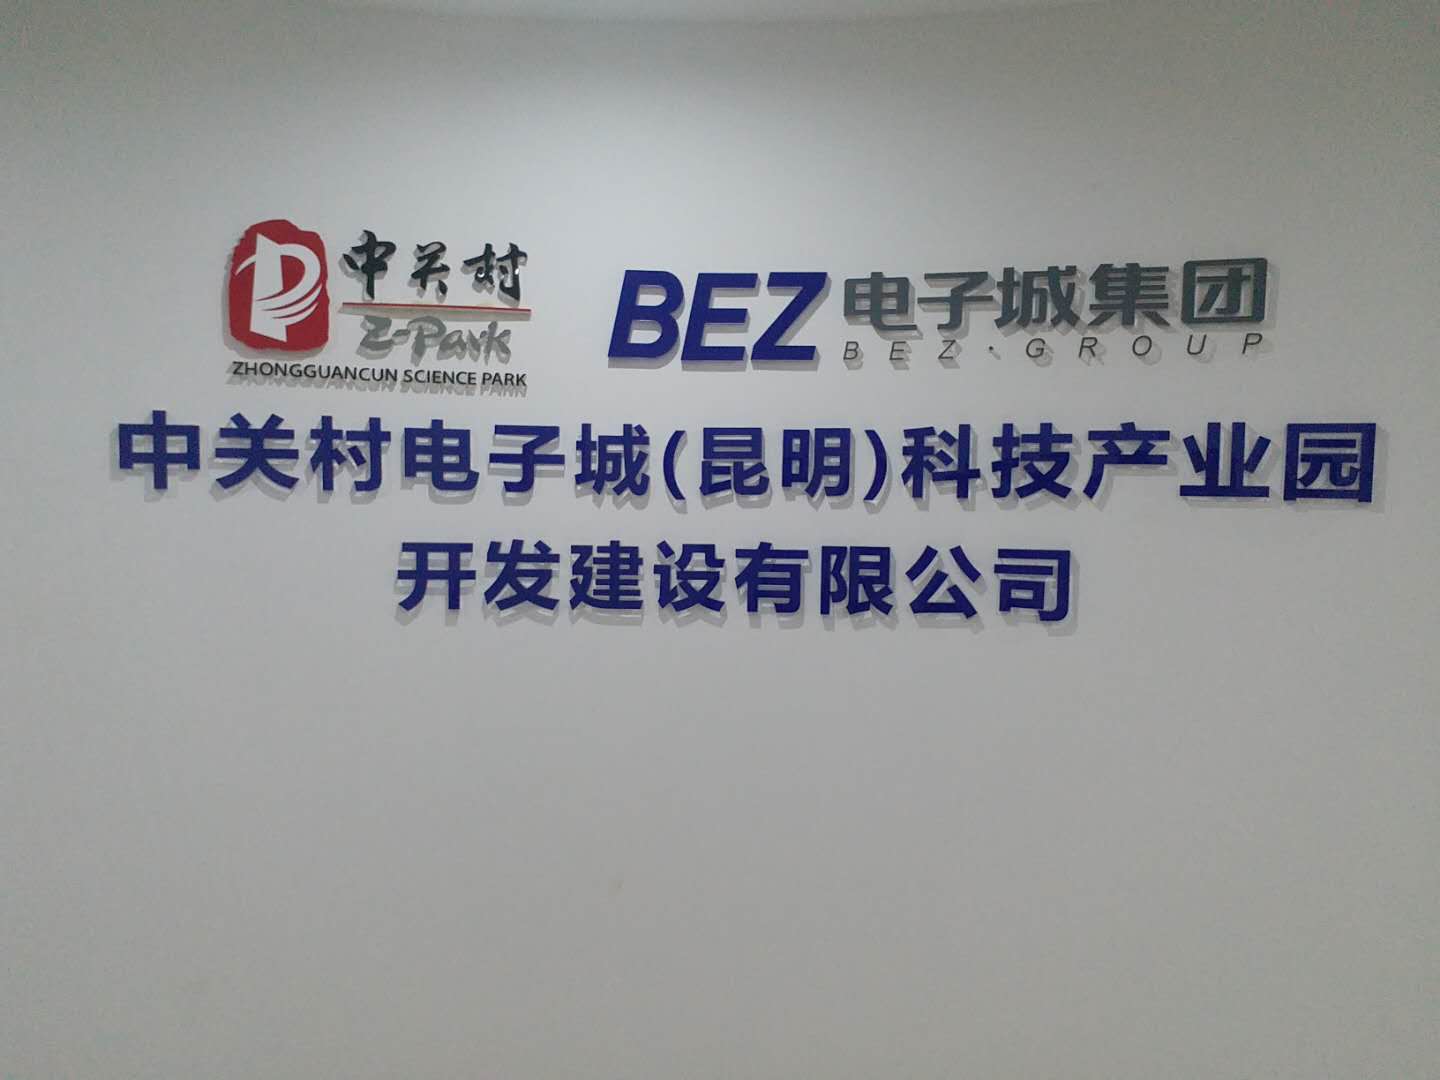 中关村
Z-Park
ZHONGGUANCUN SCIENCE PARK
BEZ 电子城集团
BEZ·GROUP
中关村电子城(昆明)科技产业园
开发建设有限公司